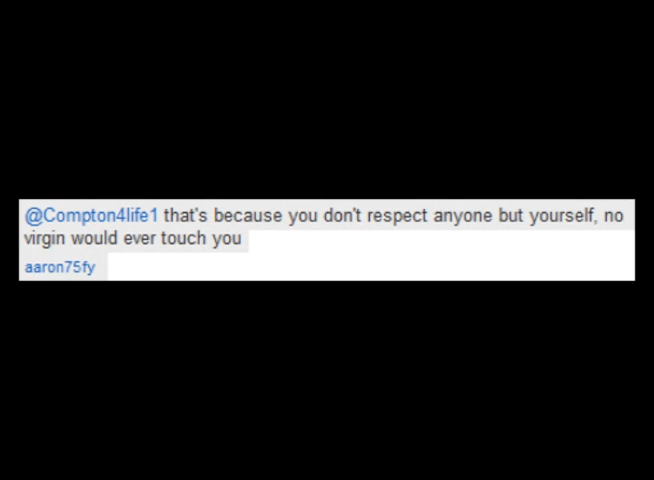 @Compton4life1 that's because you don't respect anyone but yourself, no
virgin would ever touch you
aaron75fy